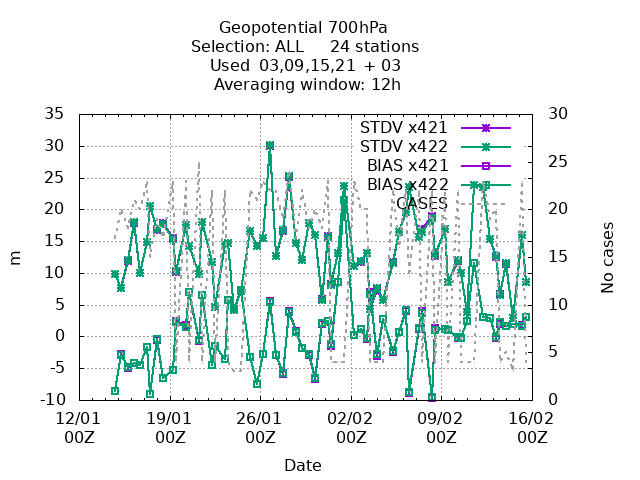 Geopotential 700hPa
Selection: ALL 24 stations
Used 03,09,15,21 + 03
Averaging window: 12h
35
30
25
20
15
10
5
0
-5
-10
m
30
25
20
15
10
5
0
No cases
STDV x421
STDV x422
BIAS x421
BIAS x422
CASES
12/01 19/01 26/01 02/02 09/02 16/02
00Z 00Z 00Z 00Z 00Z 00Z
Date